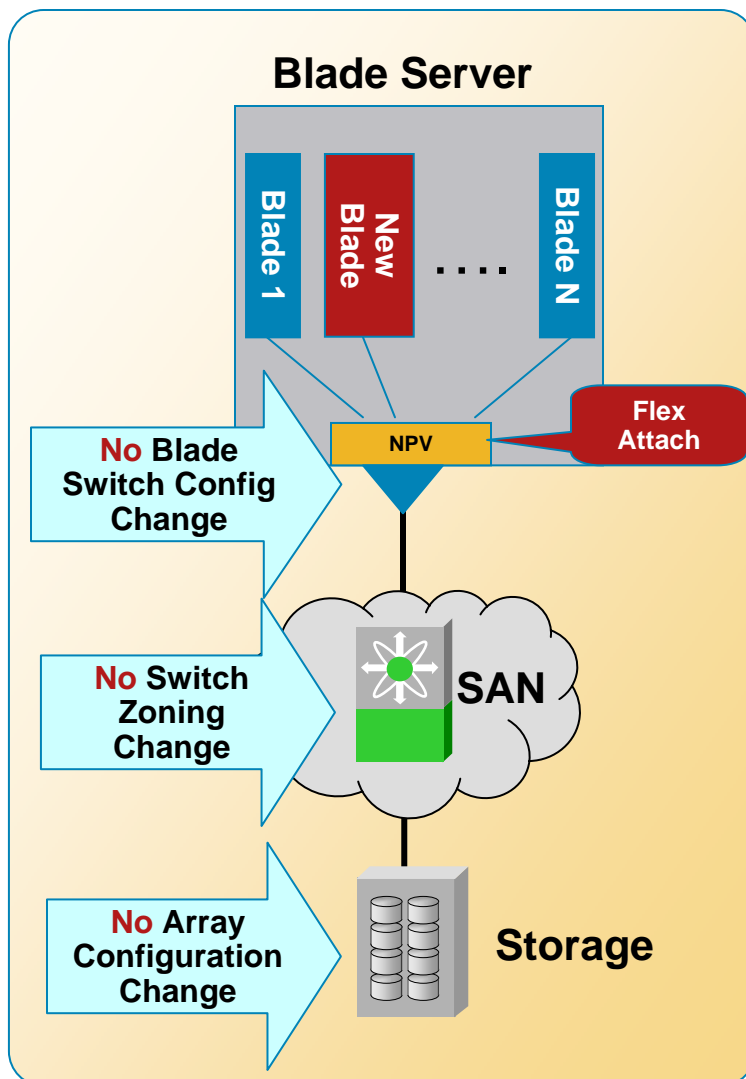 Blade Server
Blade 1
New
Blade
. . . .
Blade N
Flex
Attach
NPV
No Blade
Switch Config
Change
No Switch
Zoning
Change
SAN
No Array
Configuration
Change
Storage